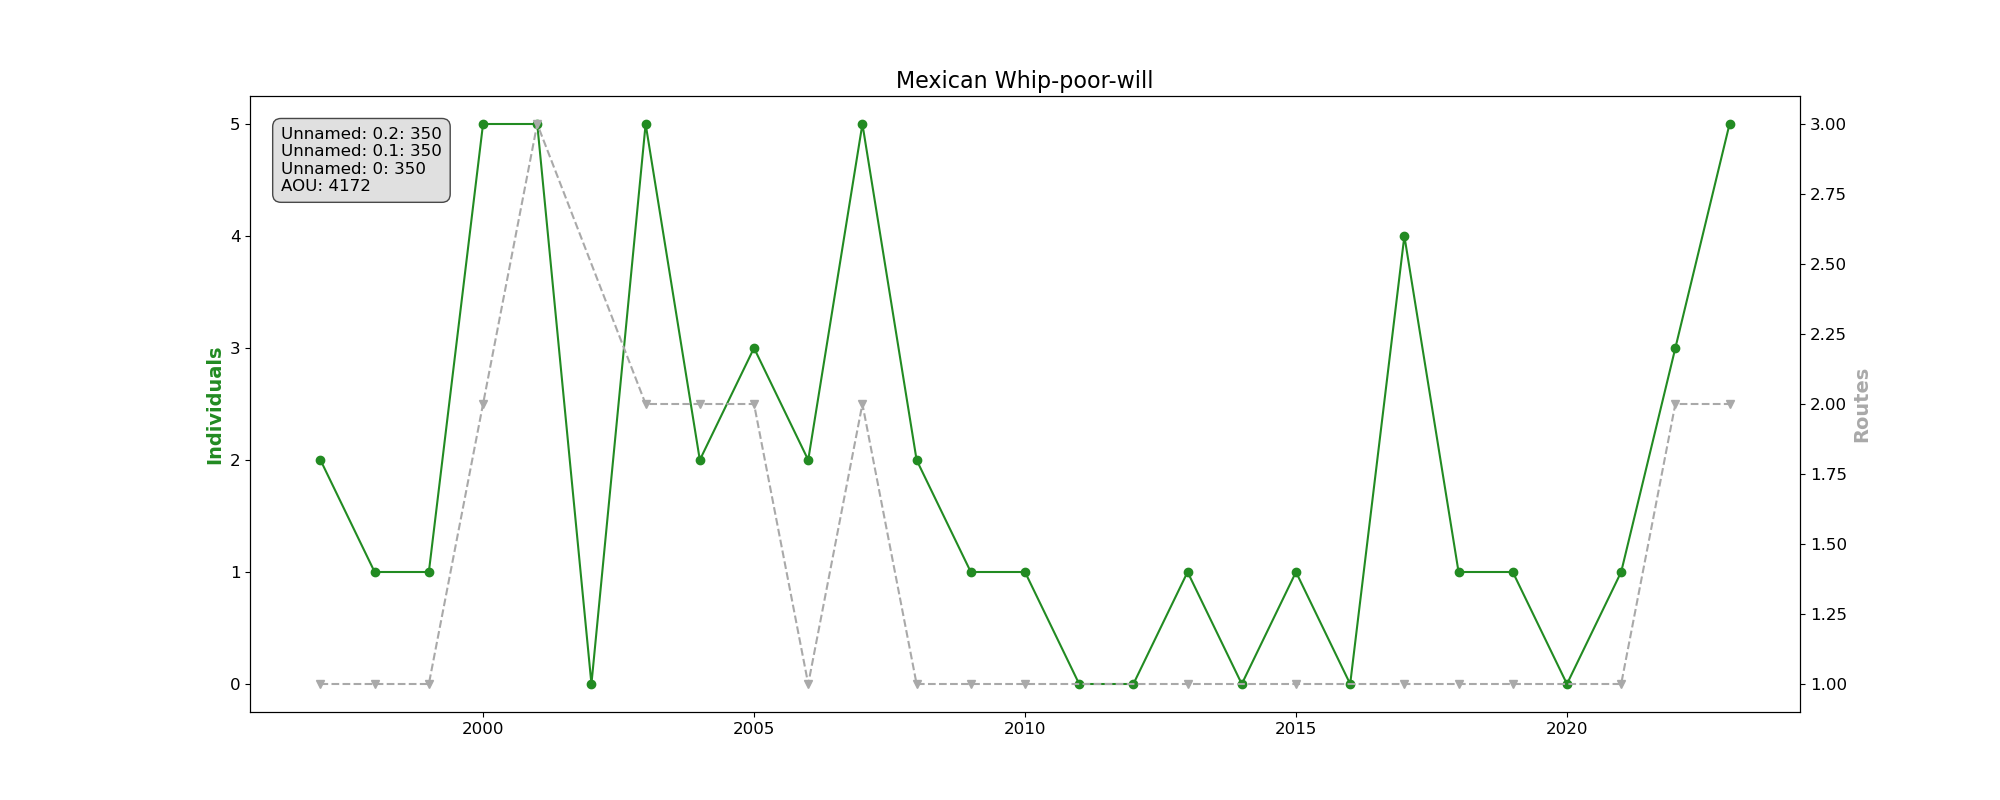 Mexican Whip-poor-will
Unnamed: 0.2: 350
Unnamed: 0.1: 350
Unnamed: 0: 350
AOU: 4172
5
4
3
2
1
0
Individuals
3.00
2.75
2.50
2.25
2.00
1.75
1.50
1.25
1.00
Routes
2000
2005
2010
2015
2020